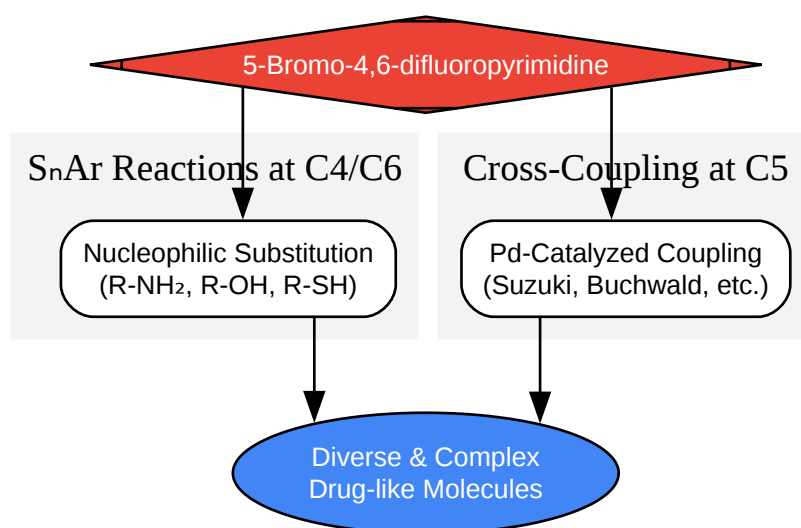 5-Bromo-4,6-difluoropyrimidine
SₙAr Reactions at C4/C6
Cross-Coupling at C5
Nucleophilic Substitution
(R-NH₂, R-OH, R-SH)
Pd-Catalyzed Coupling
(Suzuki, Buchwald, etc.)
Diverse & Complex
Drug-like Molecules